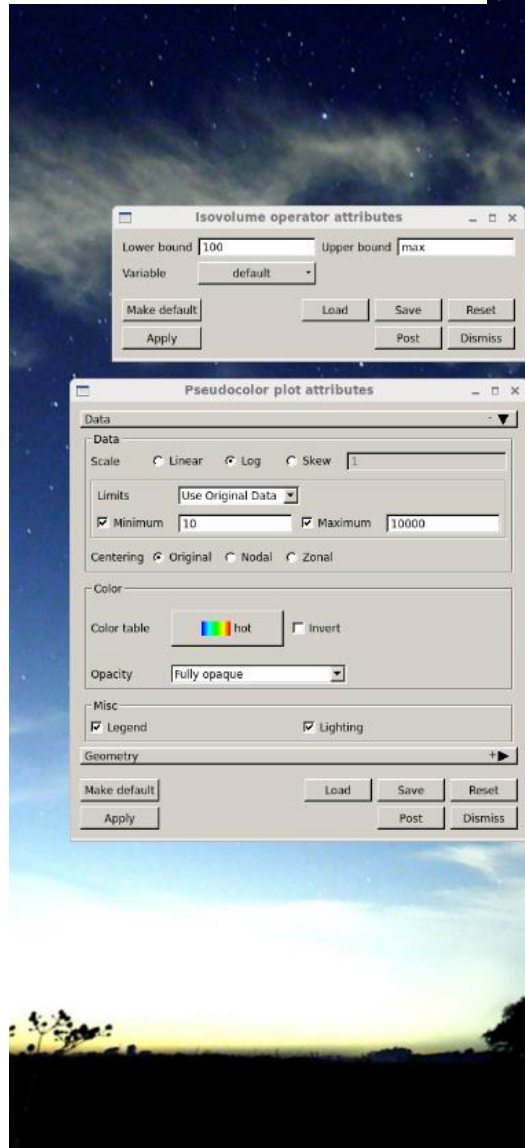 Isovolume operator attributes
Lower bound 100 Upper bound max
Variable default
Make default Load Save Reset
Apply Post Dismiss
Pseudocolor plot attributes
Data
Data
Scale Linear Log Skew 1
Limits Use Original Data
Minimum 10 Maximum 10000
Centering Original Nodal Zonal
Color
Color table hot Invert
Opacity Fully opaque
Misc
Legend Lighting
Geometry
Make default Load Save Reset
Apply Post Dismiss